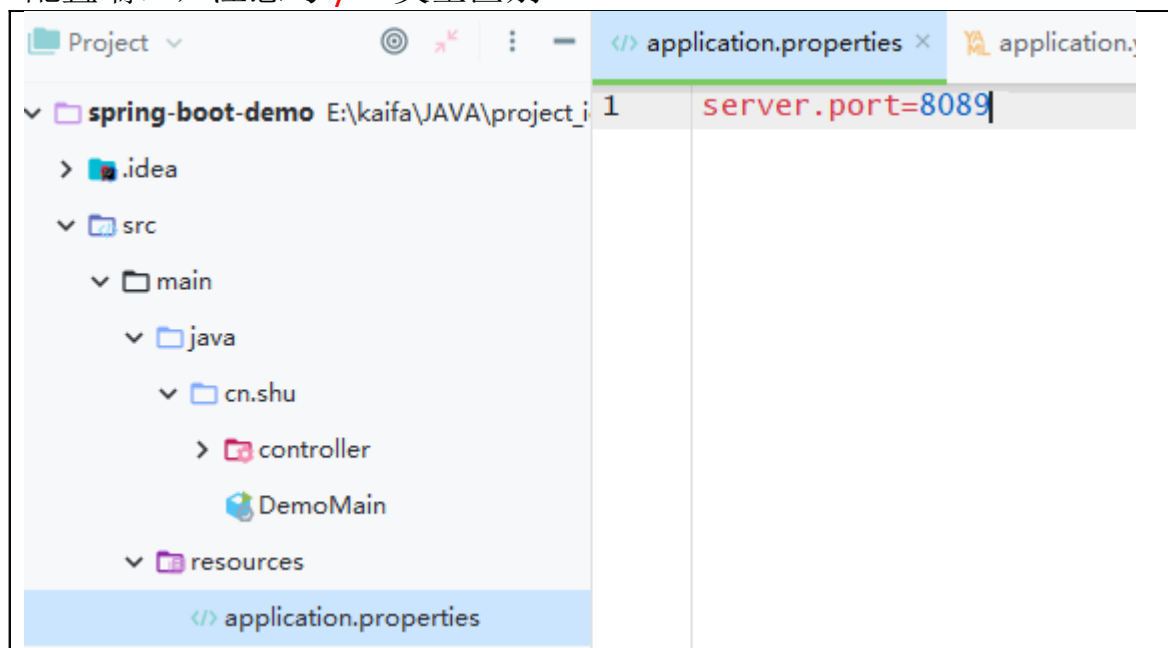 Project
application.properties
application.
spring-boot-demo E:\kaifa\JAVA\project_i
1 server.port=8089
.idea
src
main
java
cn.shu
controller
DemoMain
resources
application.properties